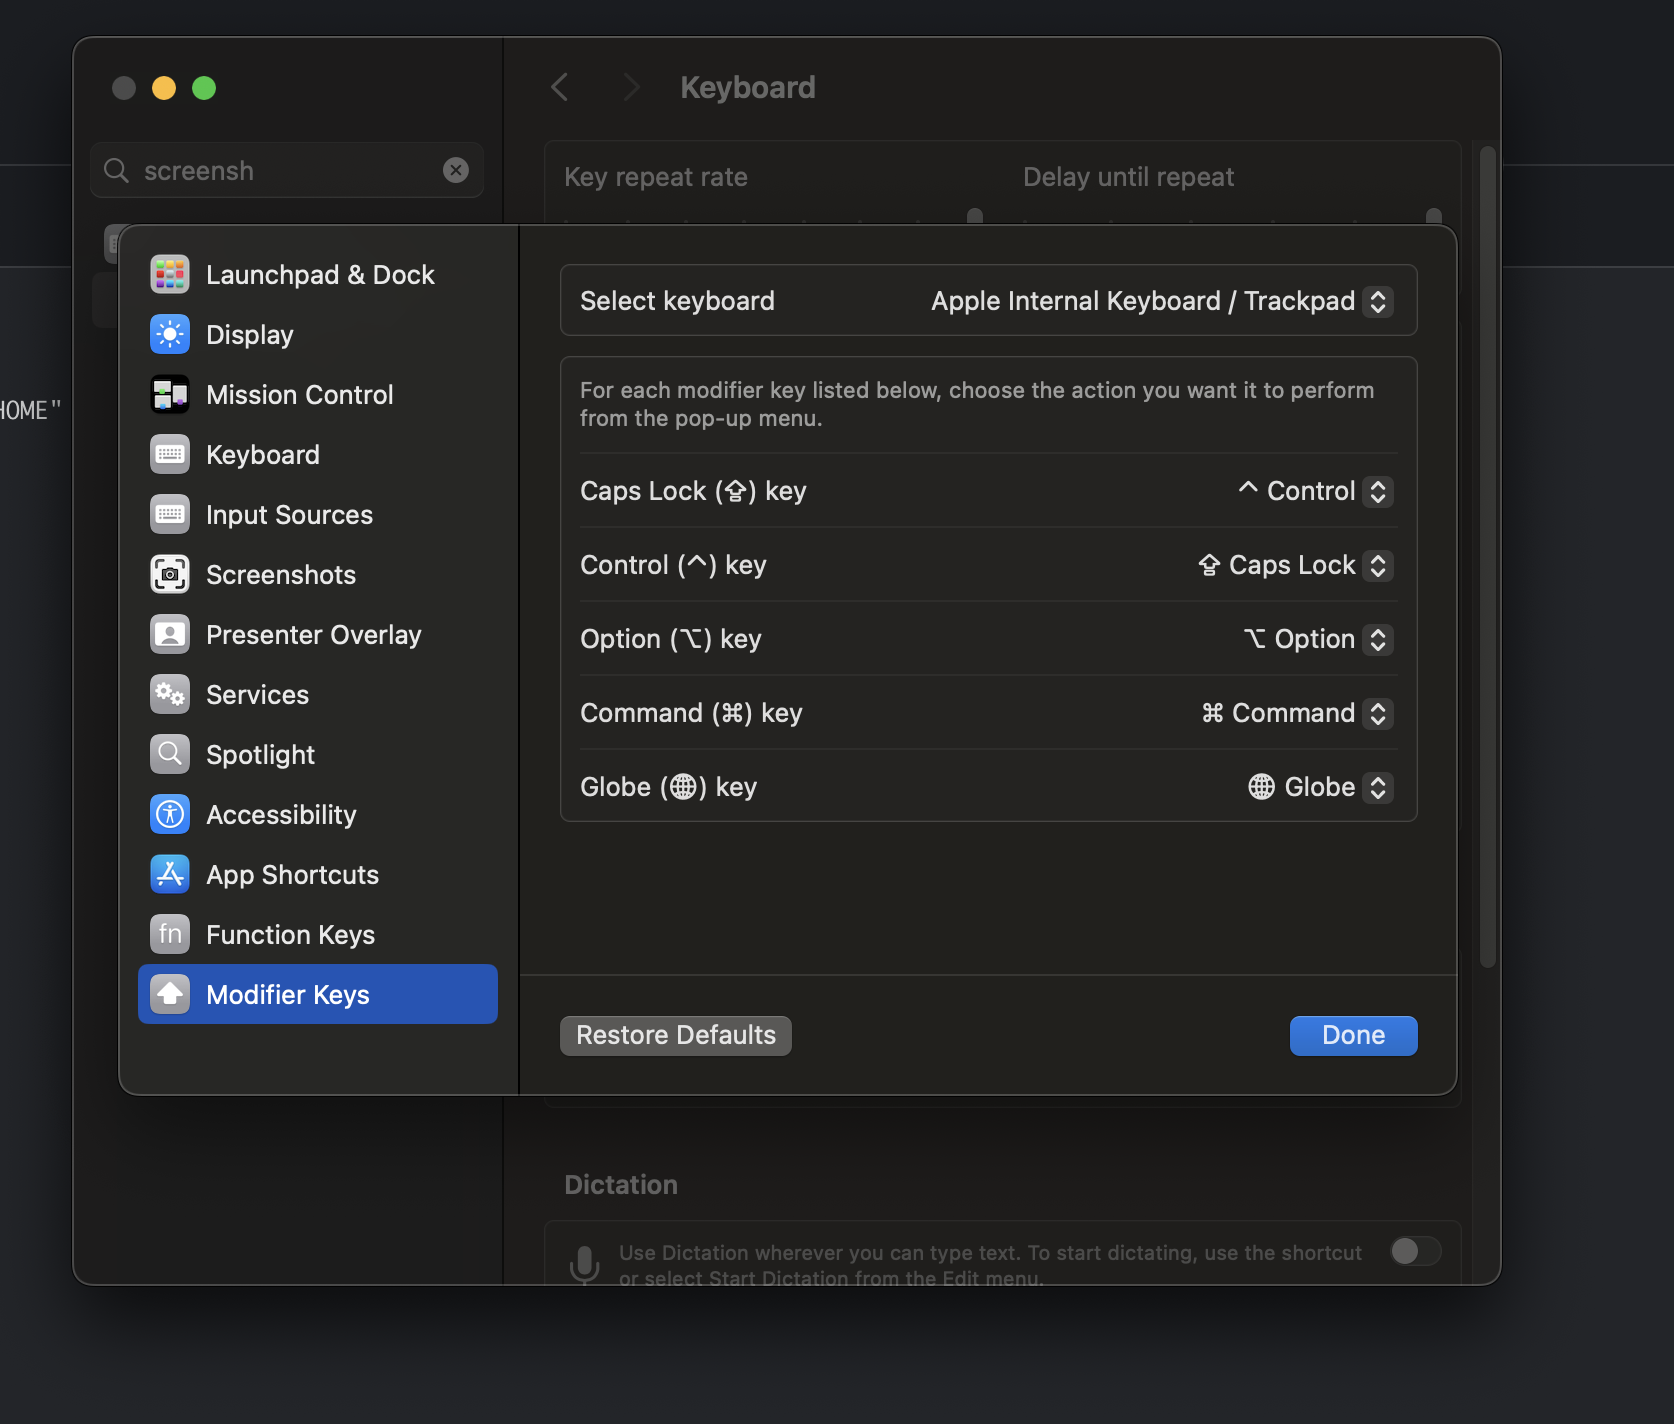 Keyboard
screensh
Key repeat rate
Delay until repeat
HOME"
Launchpad & Dock
Display
Mission Control
Keyboard
Input Sources
Screenshots
Presenter Overlay
Services
Spotlight
Accessibility
App Shortcuts
fn Function Keys
Modifier Keys
Select keyboard
Apple Internal Keyboard / Trackpad
For each modifier key listed below, choose the action you want it to perform
from the pop-up menu.
Caps Lock (⇪) key
⌃ Control
Control (⌃) key
⇪ Caps Lock
Option (⌥) key
⌥ Option
Command (⌘) key
⌘ Command
Globe (🌐) key
🌐 Globe
Restore Defaults
Done
Dictation
Use Dictation wherever you can type text. To start dictating, use the shortcut
or select Start Dictation from the Edit menu.